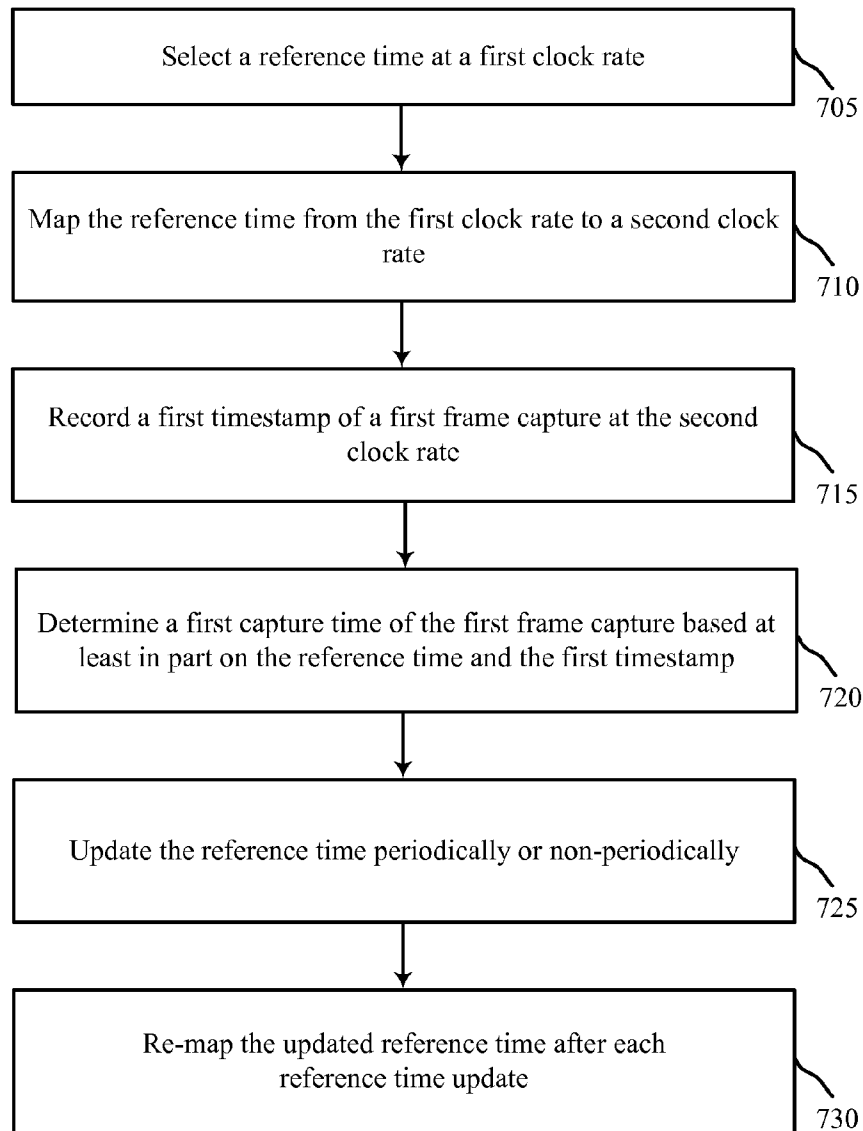 Select a reference time at a first clock rate
705
Map the reference time from the first clock rate to a second clock
rate
710
Record a first timestamp of a first frame capture at the second
clock rate
715
Determine a first capture time of the first frame capture based at
least in part on the reference time and the first timestamp
720
Update the reference time periodically or non-periodically
725
Re-map the updated reference time after each
reference time update
730